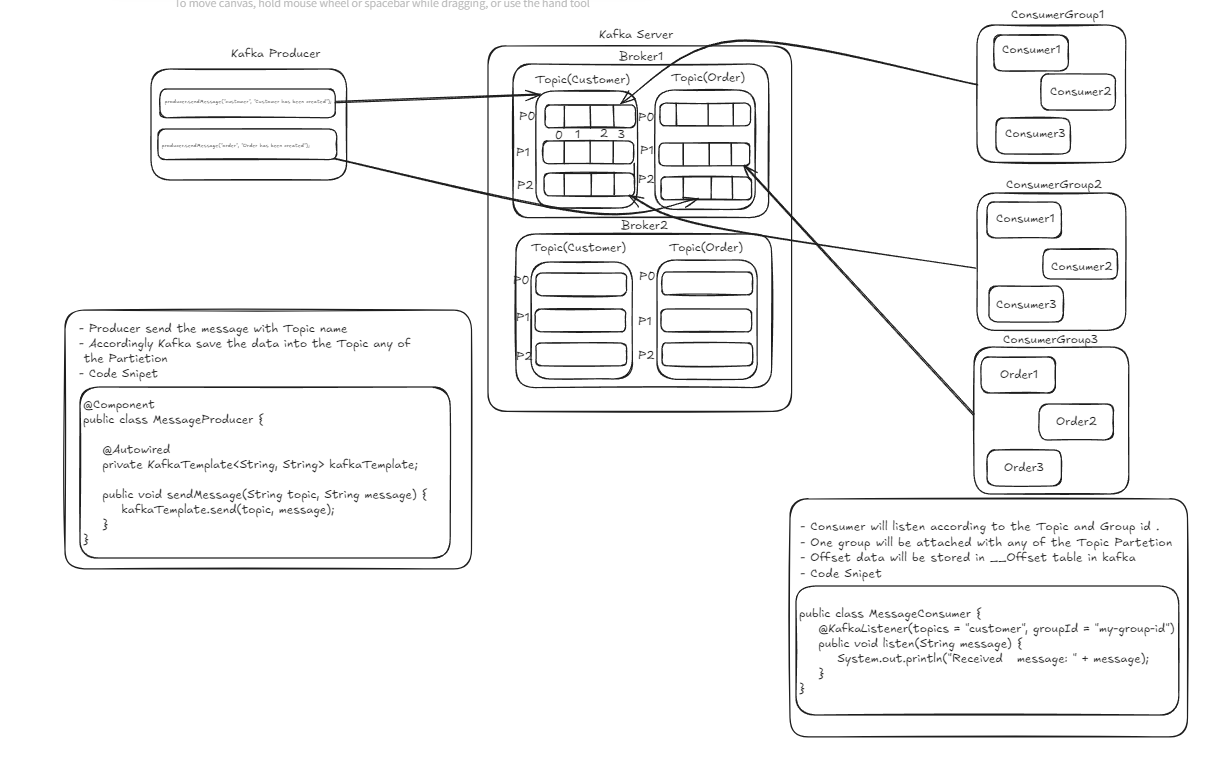 To move canvas, hold mouse wheel or spacebar while dragging, or use the hand tool
Kafka Producer
producer.sendMessage("customer", "Customer has been created");
producer.sendMessage("order", "Order has been created");
Kafka Server
Broker1
Topic(Customer)
Topic(Order)
P0
P0
0 1 2 3
P1
P1
P2
P2
Broker2
Topic(Customer)
Topic(Order)
P0
P0
P1
P1
P2
P2
ConsumerGroup1
Consumer1
Consumer2
Consumer3
ConsumerGroup2
Consumer1
Consumer2
Consumer3
ConsumerGroup3
Order1
Order2
Order3
- Producer send the message with Topic name
- Accordingly Kafka save the data into the Topic any of
the Partietion
- Code Snipet
@Component
public class MessageProducer {
@Autowired
private KafkaTemplate<String, String> kafkaTemplate;
public void sendMessage(String topic, String message) {
kafkaTemplate.send(topic, message);
}
}
- Consumer will listen according to the Topic and Group id .
- One group will be attached with any of the Topic Partetion
- Offset data will be stored in __Offset table in kafka
- Code Snipet
public class MessageConsumer {
@KafkaListener(topics = "customer", groupId = "my-group-id")
public void listen(String message) {
System.out.println("Received message: " + message);
}
}